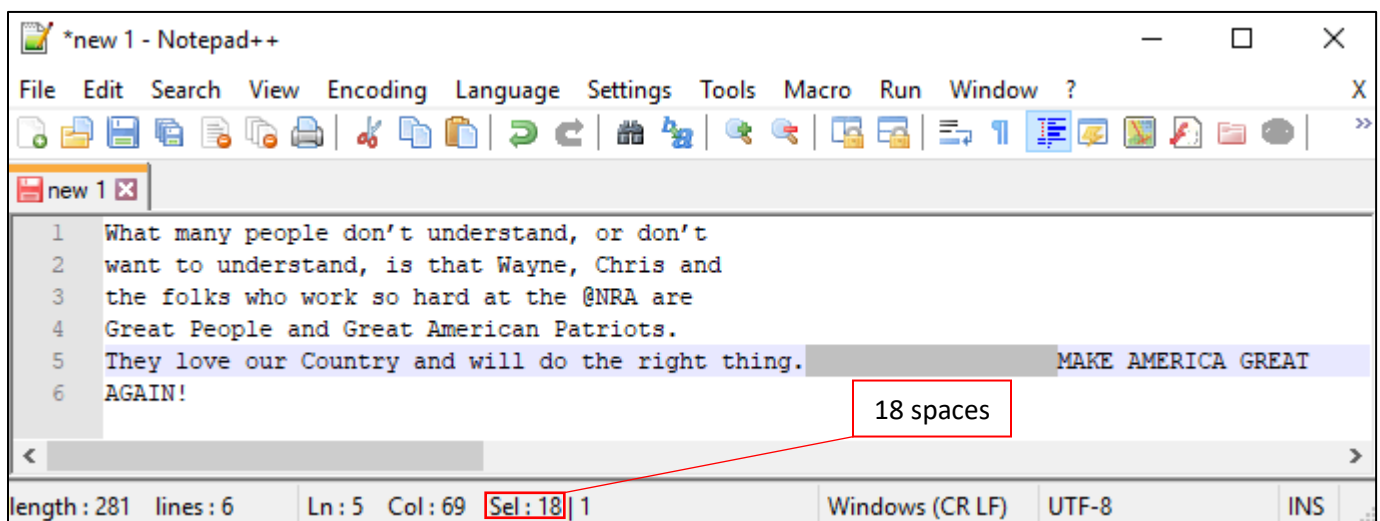 *new 1 - Notepad++
File Edit Search View Encoding Language Settings Tools Macro Run Window ? X
new 1
1 What many people don’t understand, or don’t
2 want to understand, is that Wayne, Chris and
3 the folks who work so hard at the @NRA are
4 Great People and Great American Patriots.
5 They love our Country and will do the right thing.                  MAKE AMERICA GREAT
6 AGAIN!
18 spaces
length : 281 lines : 6 Ln : 5 Col : 69 Sel : 18 | 1 Windows (CR LF) UTF-8 INS